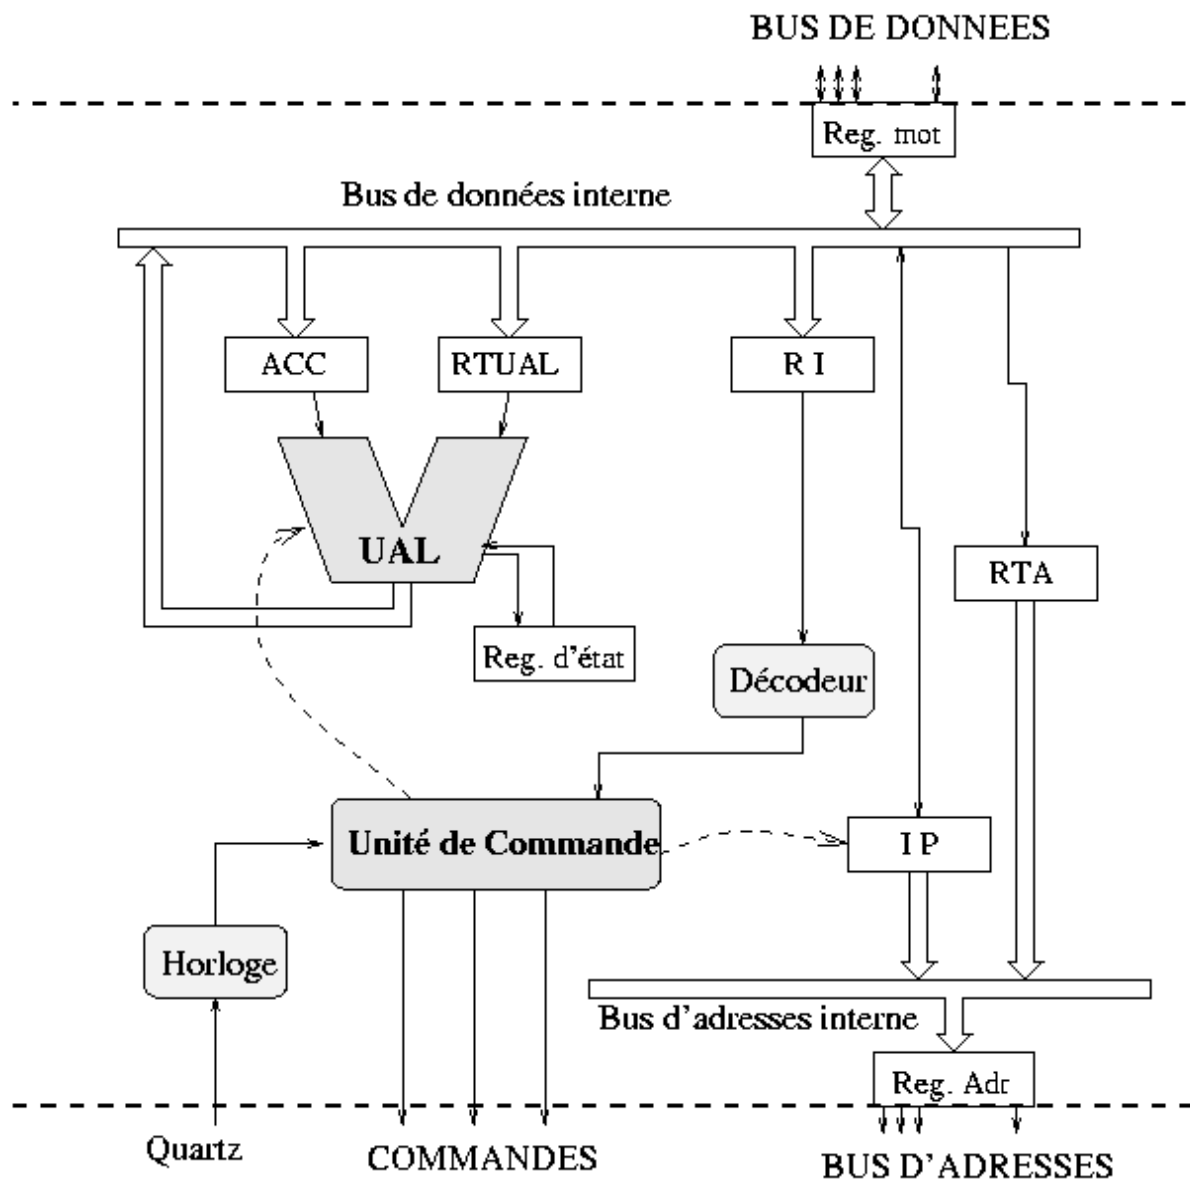 BUS DE DONNEES
Reg. mot
Bus de données interne
ACC
RTUAL
R I
UAL
RTA
Reg. d'état
Décodeur
Unité de Commande
I P
Horloge
Bus d'adresses interne
Reg. Adr
Quartz
COMMANDES
BUS D'ADRESSES